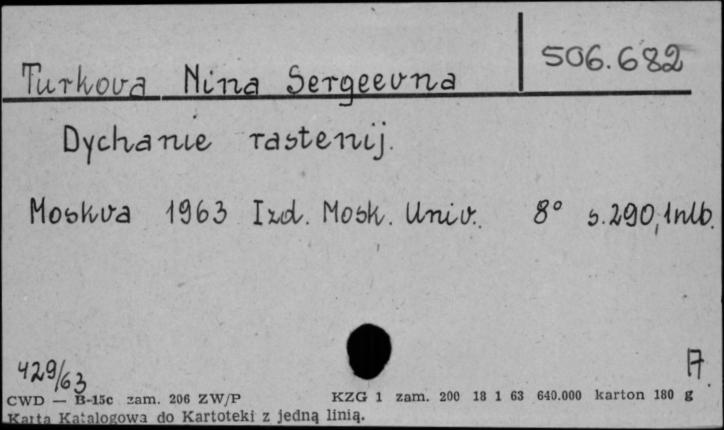 Turkova Nina Sergeevna 506.682
Dychanie rastenij.
Moskva 1963 Izd. Mosk. Univ. 8° s.290,1nlb.
429/63 A
CWD — B-15c zam. 206 ZW/P KZG 1 zam. 200 18 1 63 640.000 karton 180 g
Karta Katalogowa do Kartoteki z jedną linią.